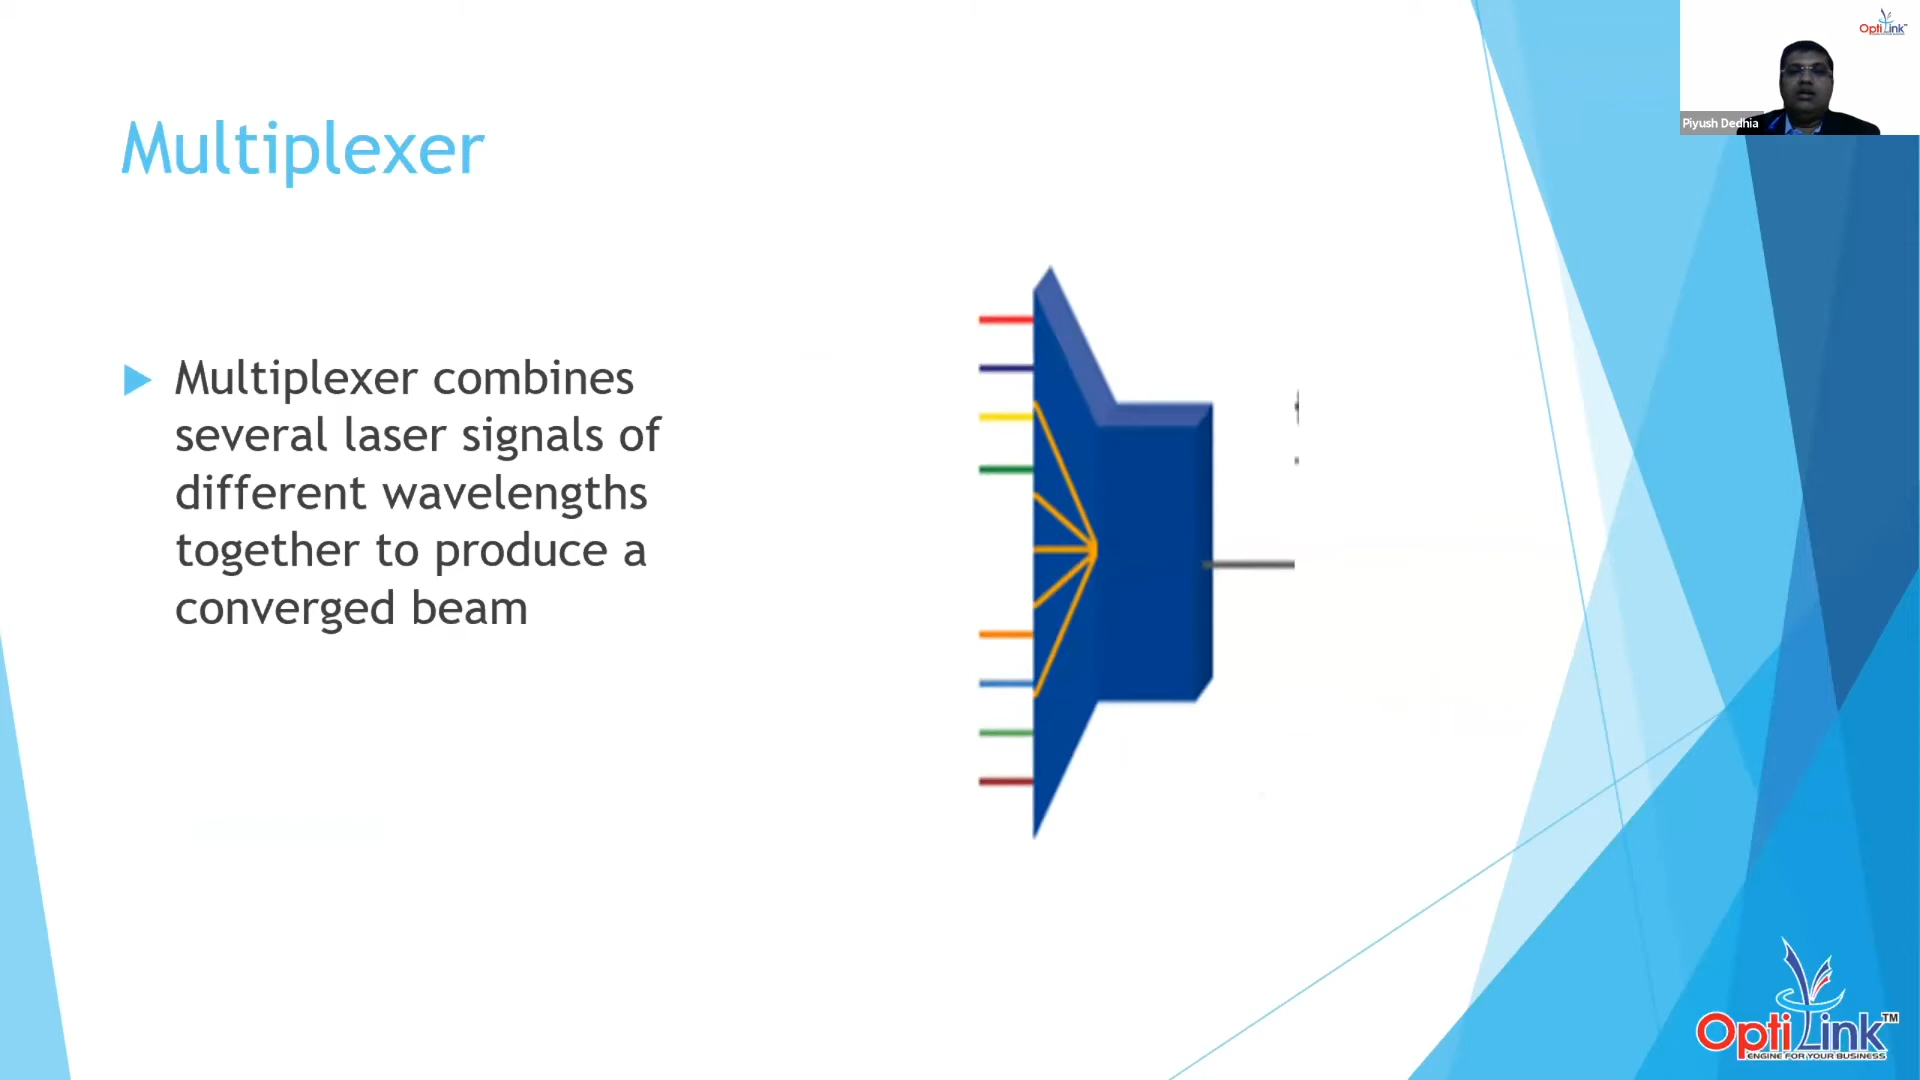 OptiLink™
Piyush Dedhia
Multiplexer
Multiplexer combines
several laser signals of
different wavelengths
together to produce a
converged beam
OptiLink™
ENGINE FOR YOUR BUSINESS